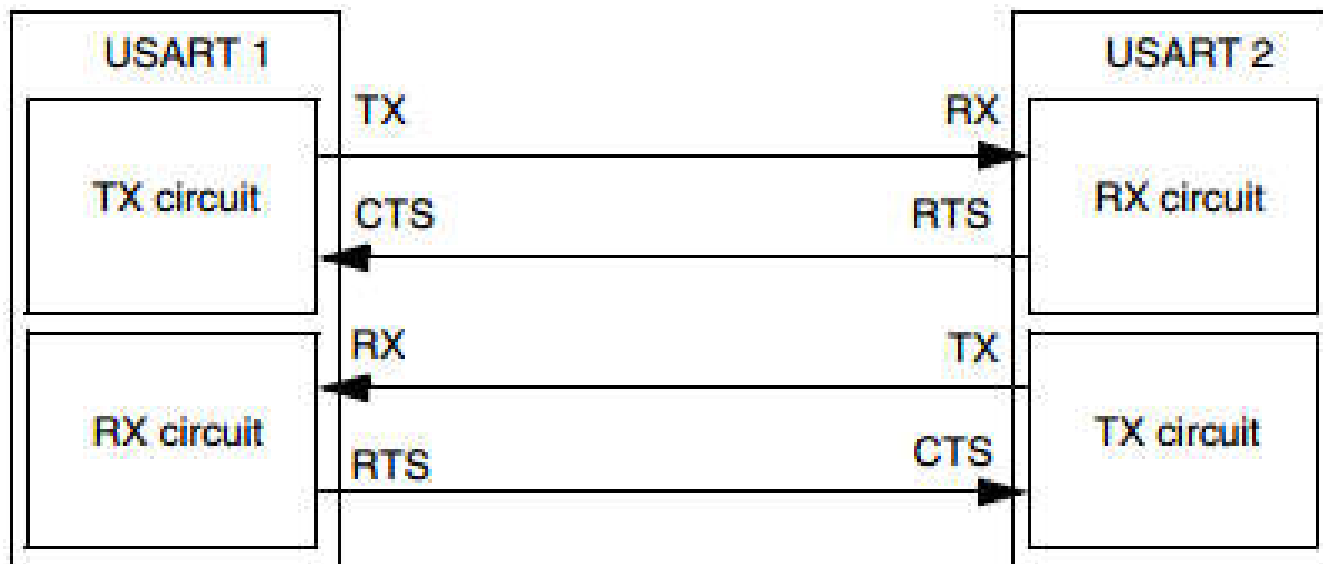 USART 1
USART 2
TX
RX
TX circuit
RX circuit
CTS
RTS
RX
TX
RX circuit
TX circuit
RTS
CTS